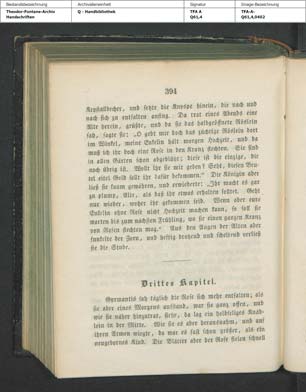 Bestandsbezeichnung Archivalieneinheit Signatur Image-Bezeichnung
Theodor-Fontane-Archiv Q - Handbibliothek TFA A TFA-A-
Handschriften Q61,4 Q61,4,0402
394
Krystallbecher, und setzte die Knospe hinein, die nach und
nach sich zu entfalten anfing. Da trat eines Abends eine
Alte herein, grüßte, und da sie das halbgeöffnete Röslein
sah, sagte sie: „O gebt mir doch das züchtige Röslein dort
im Winkel, meine Enkelin hält morgen Hochzeit, und da
muß ich ihr doch eine Rose in den Kranz flechten. Sie sind
in allen Gärten schon abgeblüht; dieß ist die einzige, die
noch übrig ist. Wollt ihr sie mir geben? Seht, diesen
Geld sollt ihr dafür bekommen.“ Die Königin aber
ließ sie kaum gewähren, und erwiederte: „Ihr macht es gar
zu plump, Alte, als daß ihr etwas erhalten solltet. Geht
nur wieder, woher ihr gekommen seid. Wenn aber eure
Enkelin ohne Rose nicht Hochzeit machen kann, so soll sie
warten bis zum nächsten Frühling, wo sie einen ganzen Kranz
von Rosen flechten mag.“ Aus den Augen der Alten aber
funkelte der Zorn, und heftig drohend und scheltend verließ
sie die Stube.
Drittes Kapitel.
Germanis sah täglich die Rose sich mehr entfalten; als
sie aber eines Morgens aufstand, war sie ganz offen, und
wie sie näher hinzutrat, sieh, da lag ein holdseliges Knäb-
lein in der Mitte. Wie sie es aber herausnahm, und auf
ihren Armen wiegte, da war es fast schon größer, als ein
neugebornes Kind. Die Blätter aber der Rose fielen schnell